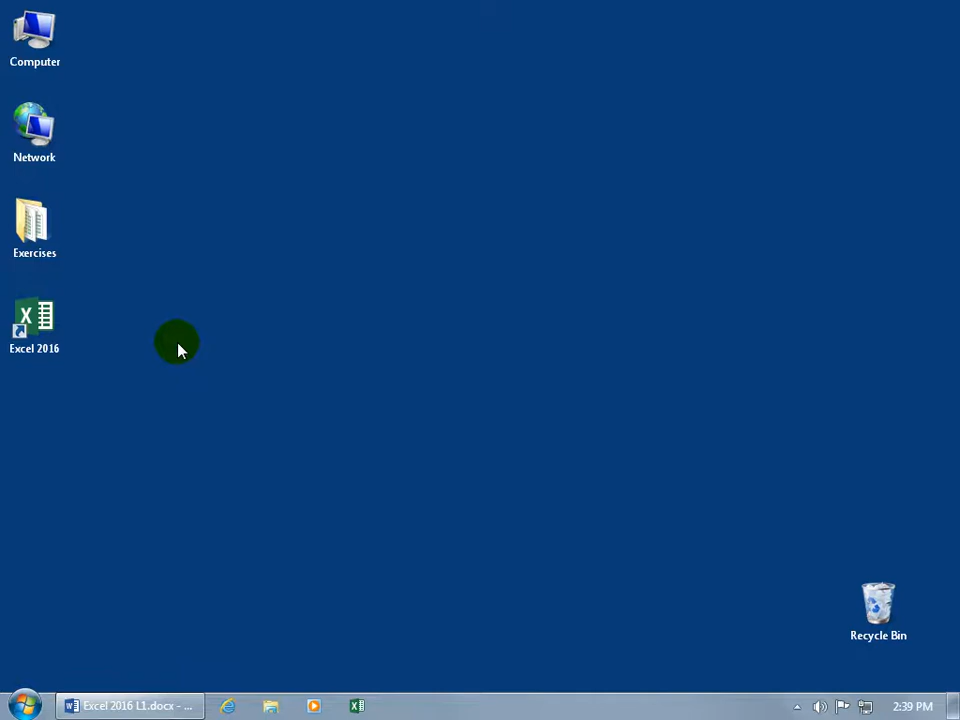 Computer
Network
Exercises
Excel 2016
Recycle Bin
Excel 2016 L1.docx - ...
2:39 PM